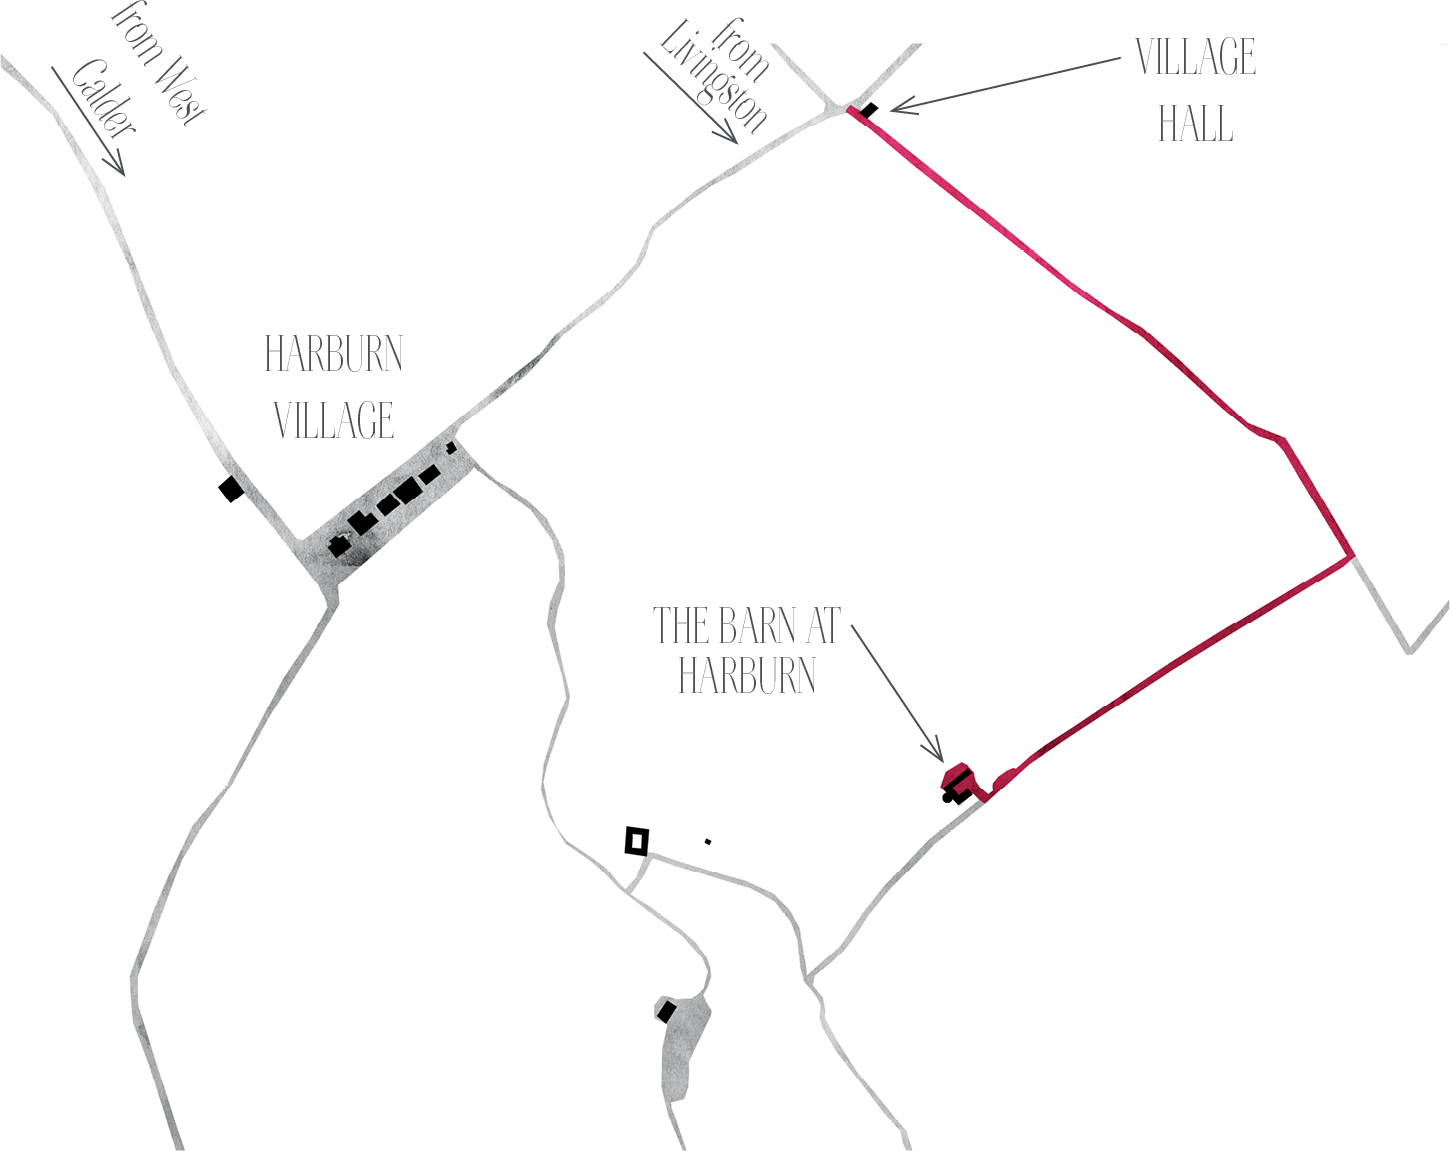 from West
Calder
from
Livingston
VILLAGE
HALL
HARBURN
VILLAGE
THE BARN AT
HARBURN